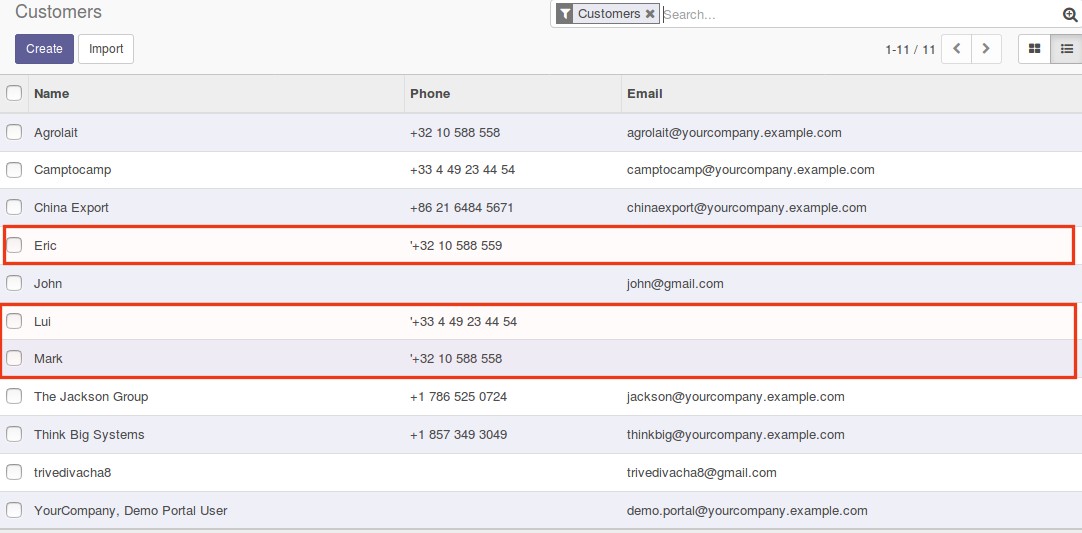 Customers
Customers Search...
Create Import 1-11 / 11
Name Phone Email
Agrolait +32 10 588 558 agrolait@yourcompany.example.com
Camptocamp +33 4 49 23 44 54 camptocamp@yourcompany.example.com
China Export +86 21 6484 5671 chinaexport@yourcompany.example.com
Eric '+32 10 588 559
John john@gmail.com
Lui '+33 4 49 23 44 54
Mark '+32 10 588 558
The Jackson Group +1 786 525 0724 jackson@yourcompany.example.com
Think Big Systems +1 857 349 3049 thinkbig@yourcompany.example.com
trivedivacha8 trivedivacha8@gmail.com
YourCompany, Demo Portal User demo.portal@yourcompany.example.com